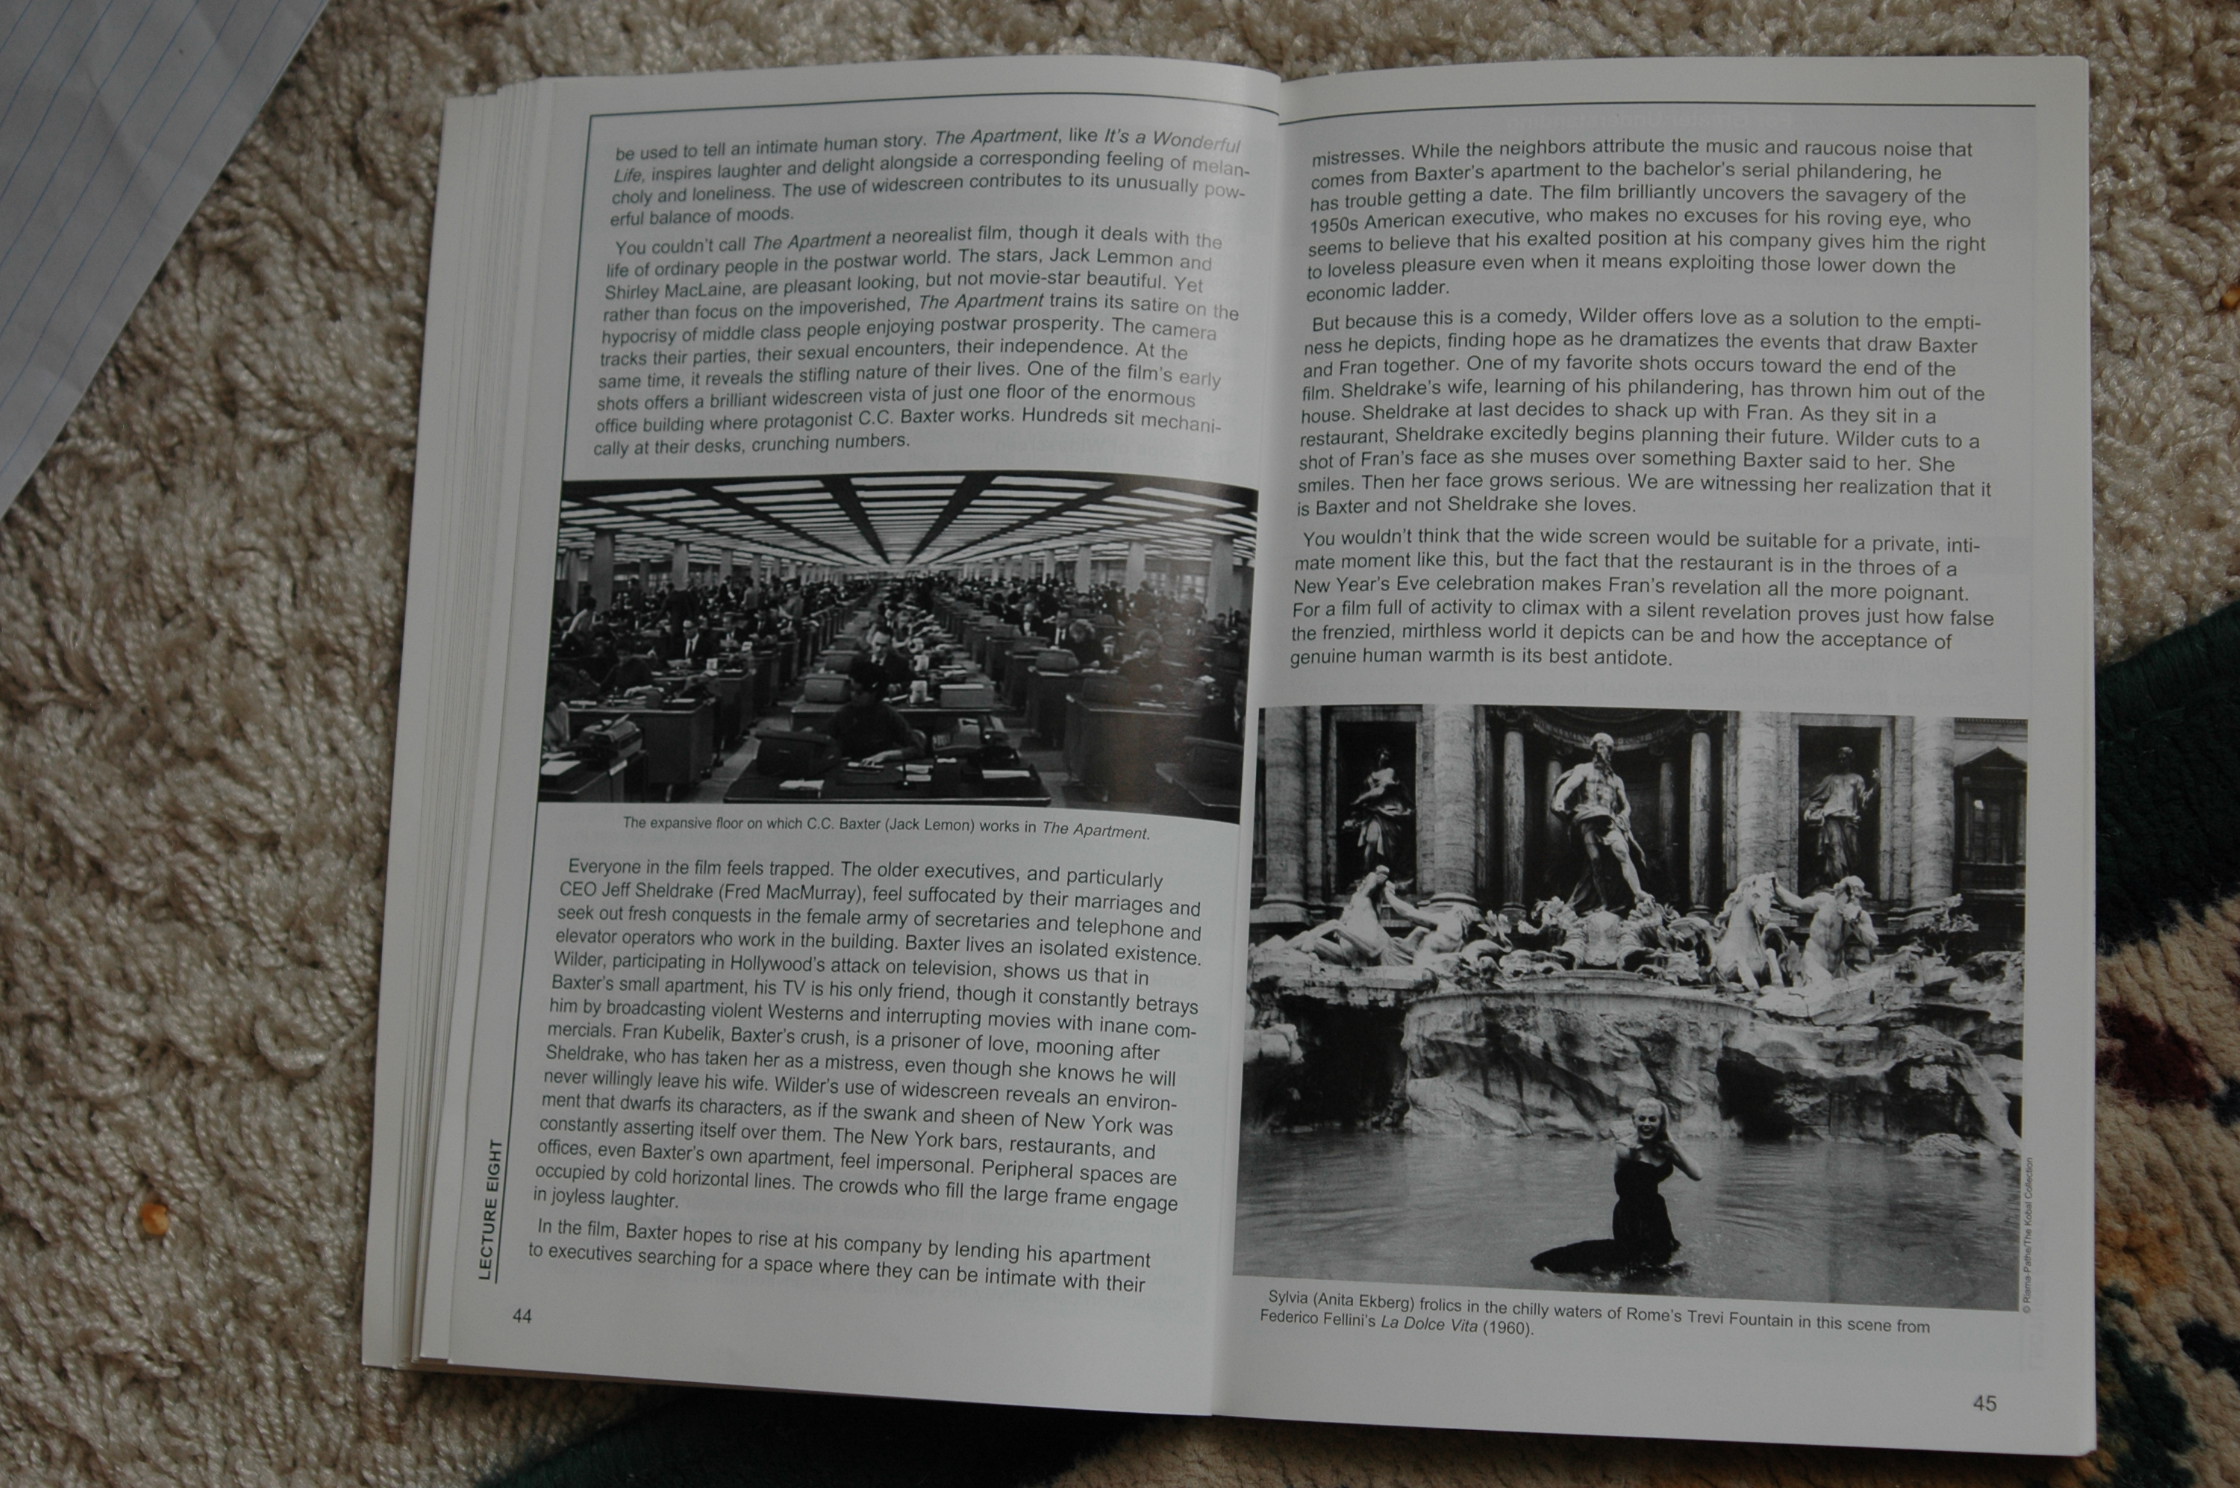 be used to tell an intimate human story. The Apartment, like It's a Wonderful
Life, inspires laughter and delight alongside a corresponding feeling of melan-
choly and loneliness. The use of widescreen contributes to its unusually pow-
erful balance of moods.
You couldn't call The Apartment a neorealist film, though it deals with the
life of ordinary people in the postwar world. The stars, Jack Lemmon and
Shirley MacLaine, are pleasant looking, but not movie-star beautiful. Yet
rather than focus on the impoverished, The Apartment trains its satire on the
hypocrisy of middle class people enjoying postwar prosperity. The camera
tracks their parties, their sexual encounters, their independence. At the
same time, it reveals the stifling nature of their lives. One of the film's early
shots offers a brilliant widescreen vista of just one floor of the enormous
office building where protagonist C.C. Baxter works. Hundreds sit mechani-
cally at their desks, crunching numbers.
The expansive floor on which C.C. Baxter (Jack Lemon) works in The Apartment.
Everyone in the film feels trapped. The older executives, and particularly
CEO Jeff Sheldrake (Fred MacMurray), feel suffocated by their marriages and
seek out fresh conquests in the female army of secretaries and telephone and
elevator operators who work in the building. Baxter lives an isolated existence.
Wilder, participating in Hollywood's attack on television, shows us that in
Baxter's small apartment, his TV is his only friend, though it constantly betrays
him by broadcasting violent Westerns and interrupting movies with inane com-
mercials. Fran Kubelik, Baxter's crush, is a prisoner of love, mooning after
Sheldrake, who has taken her as a mistress, even though she knows he will
never willingly leave his wife. Wilder's use of widescreen reveals an environ-
ment that dwarfs its characters, as if the swank and sheen of New York was
constantly asserting itself over them. The New York bars, restaurants, and
offices, even Baxter's own apartment, feel impersonal. Peripheral spaces are
occupied by cold horizontal lines. The crowds who fill the large frame engage
in joyless laughter.
In the film, Baxter hopes to rise at his company by lending his apartment
to executives searching for a space where they can be intimate with their
LECTURE EIGHT
44
mistresses. While the neighbors attribute the music and raucous noise that
comes from Baxter's apartment to the bachelor's serial philandering, he
has trouble getting a date. The film brilliantly uncovers the savagery of the
1950s American executive, who makes no excuses for his roving eye, who
seems to believe that his exalted position at his company gives him the right
to loveless pleasure even when it means exploiting those lower down the
economic ladder.
But because this is a comedy, Wilder offers love as a solution to the empti-
ness he depicts, finding hope as he dramatizes the events that draw Baxter
and Fran together. One of my favorite shots occurs toward the end of the
film. Sheldrake's wife, learning of his philandering, has thrown him out of the
house. Sheldrake at last decides to shack up with Fran. As they sit in a
restaurant, Sheldrake excitedly begins planning their future. Wilder cuts to a
shot of Fran's face as she muses over something Baxter said to her. She
smiles. Then her face grows serious. We are witnessing her realization that it
is Baxter and not Sheldrake she loves.
You wouldn't think that the wide screen would be suitable for a private, inti-
mate moment like this, but the fact that the restaurant is in the throes of a
New Year's Eve celebration makes Fran's revelation all the more poignant.
For a film full of activity to climax with a silent revelation proves just how false
the frenzied, mirthless world it depicts can be and how the acceptance of
genuine human warmth is its best antidote.
© Riama-Pathe/The Kobal Collection
Sylvia (Anita Ekberg) frolics in the chilly waters of Rome's Trevi Fountain in this scene from
Federico Fellini's La Dolce Vita (1960).
45